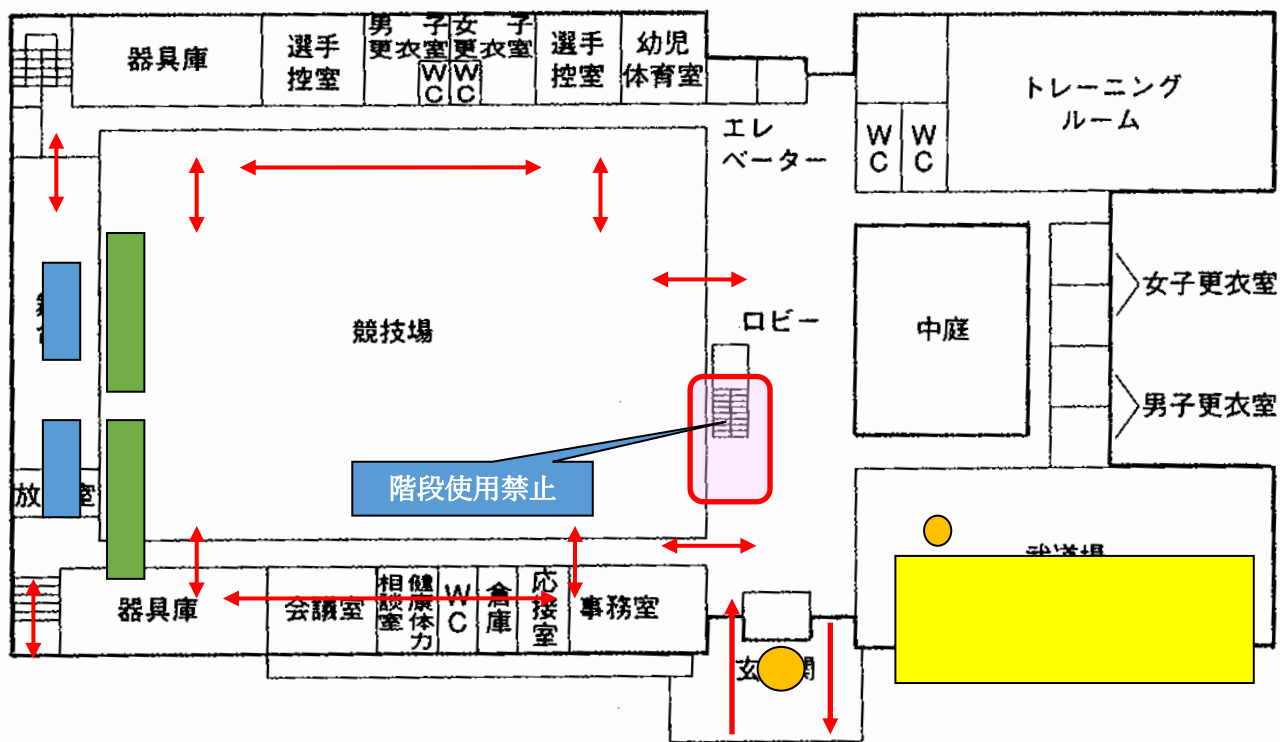 器具庫
選手
控室
男子
更衣室
WC
女子
更衣室
WC
選手
控室
幼児
体育室
エレ
ベーター
WC
WC
トレーニング
ルーム
競技場
ロビー
中庭
女子更衣室
男子更衣室
階段使用禁止
放
室
器具庫
会議室
健康体力
相談室
WC
倉庫
応接室
事務室
玄
関